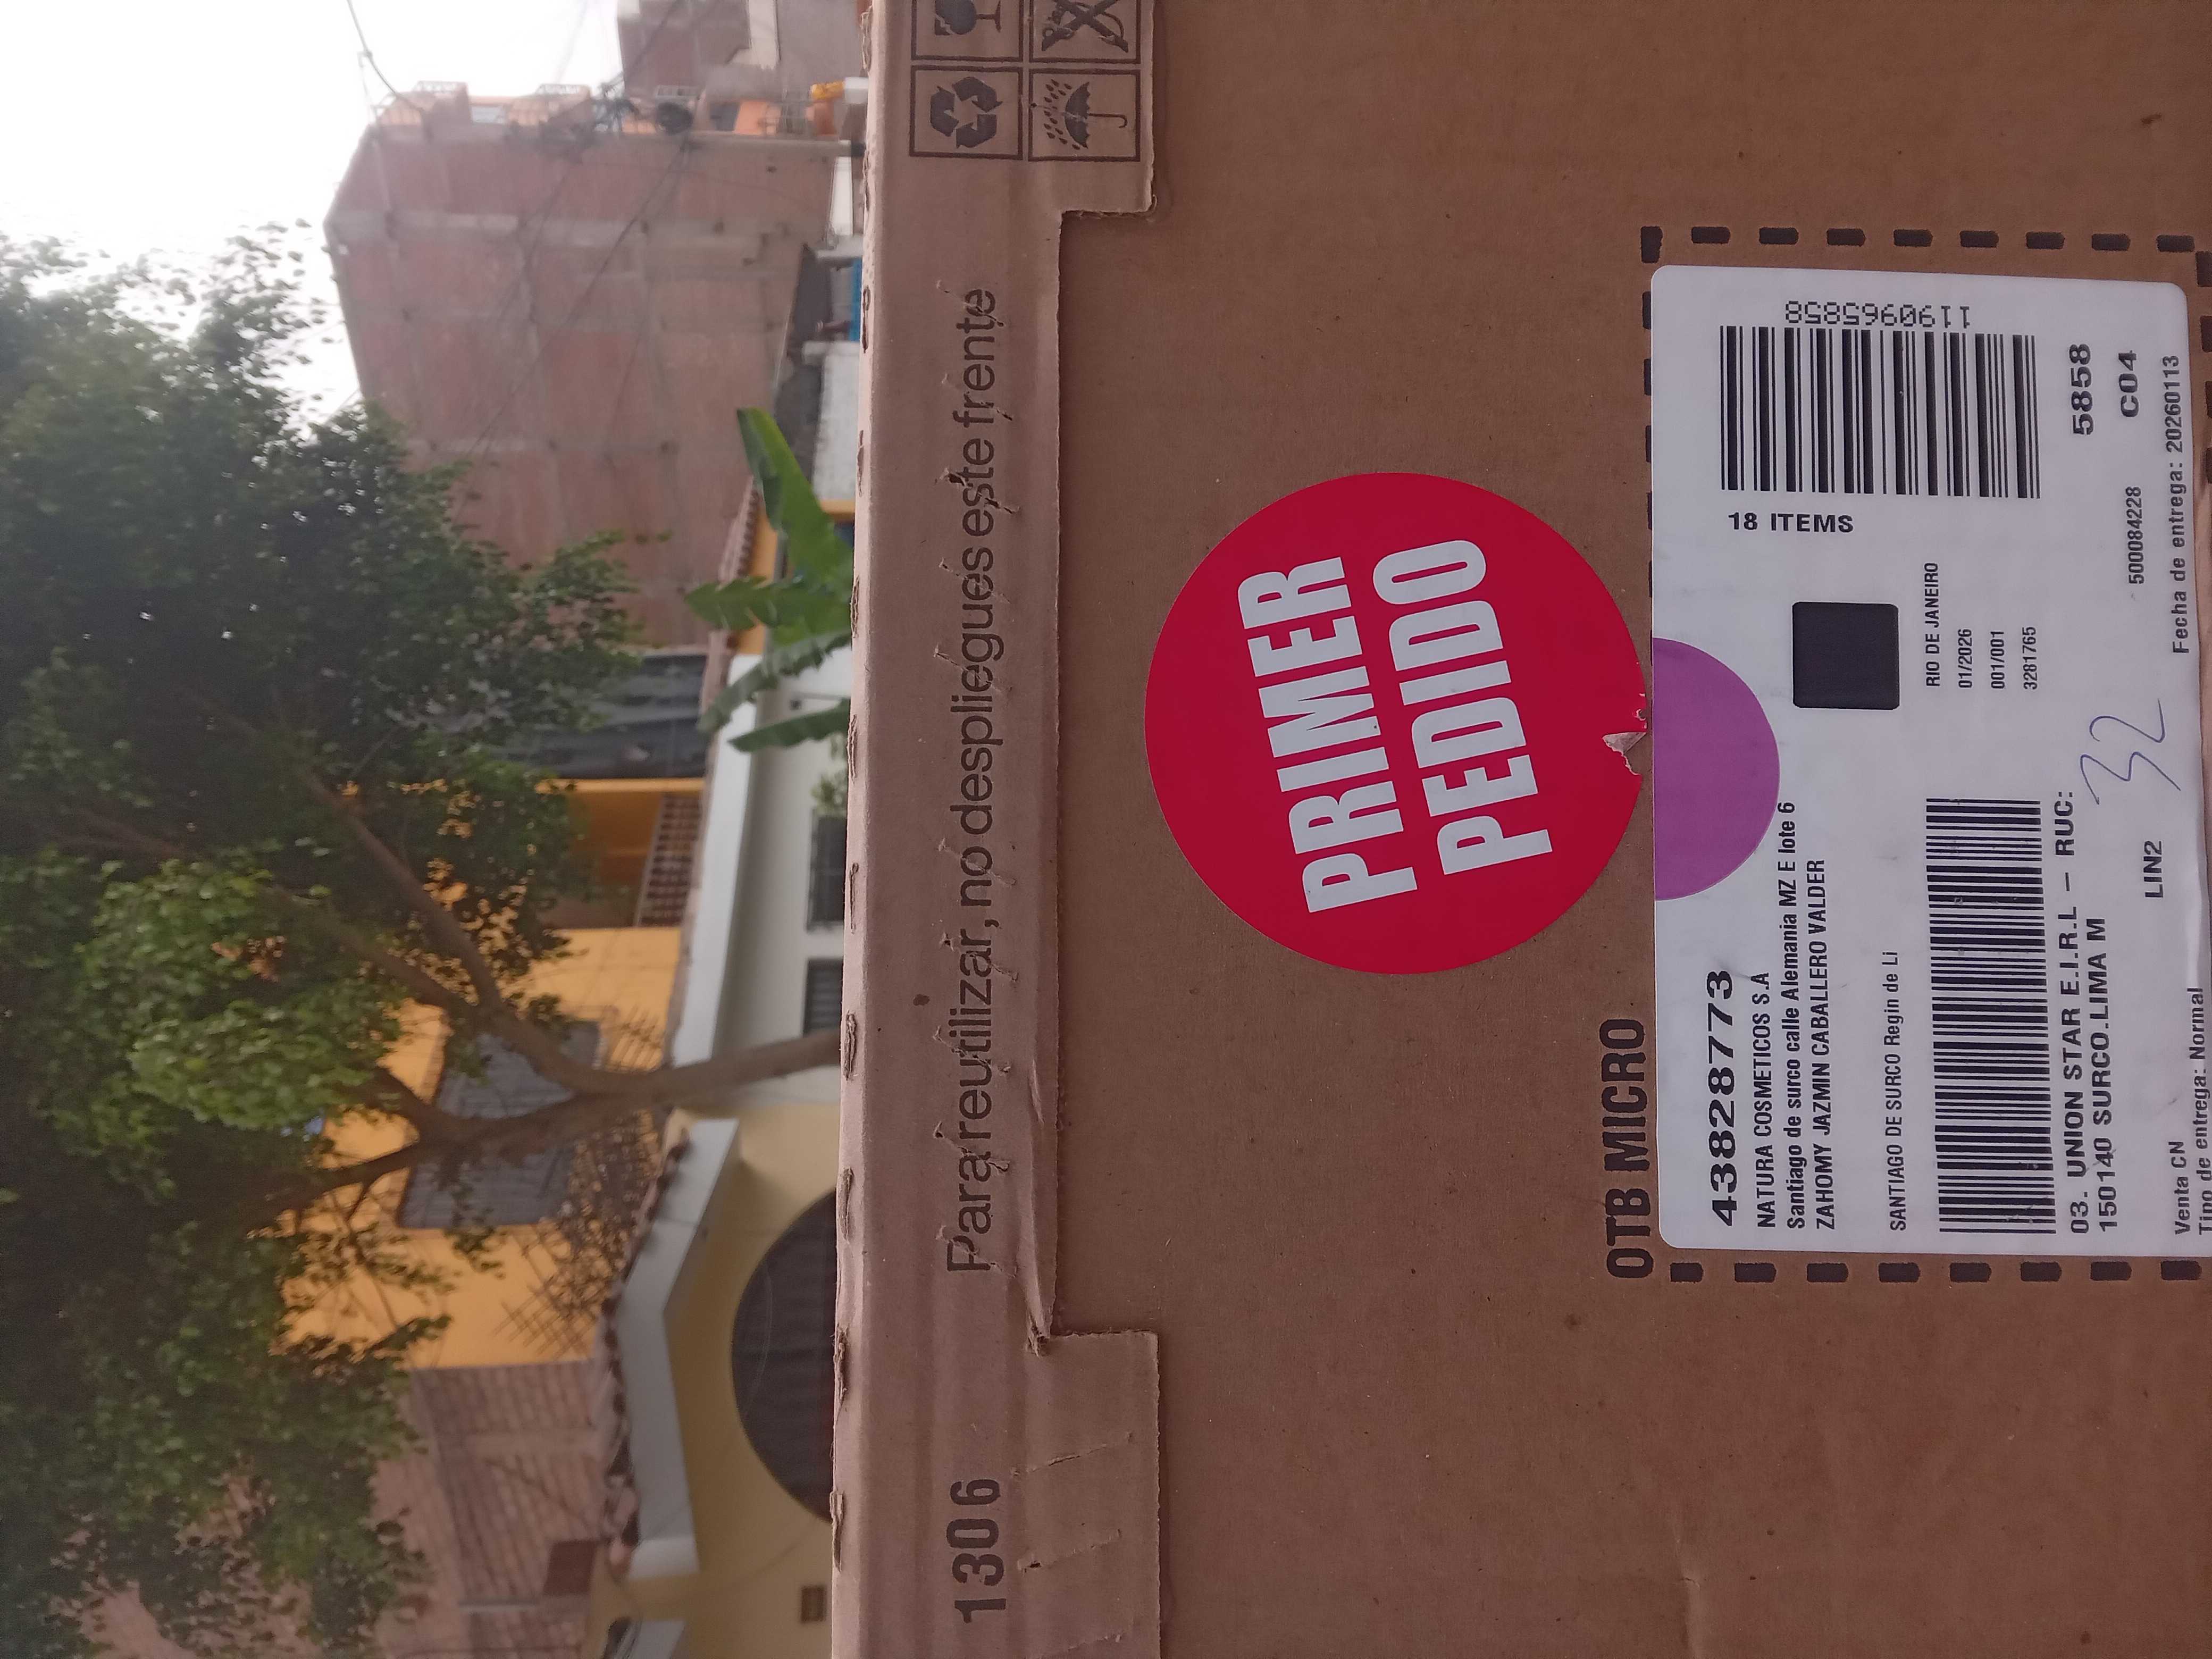 1306 Para reutilizar, no despliegues este frente
PRIMER
PEDIDO
OTB MICRO
43828773
NATURA COSMETICOS S.A
Santiago de surco calle Alemania MZ E lote 6
ZAHOMY JAZMIN CABALLERO VALDER
SANTIAGO DE SURCO Regin de Li
18 ITEMS
1190965858
RIO DE JANEIRO
01/2026
001/001
3281765
03. UNION STAR E.I.R.L - RUC:
150140 SURCO.LIMA M
32
5858
LIN2
500084228
C04
Venta CN
Fecha de entrega: 20260113
Tipo de entrega: Normal